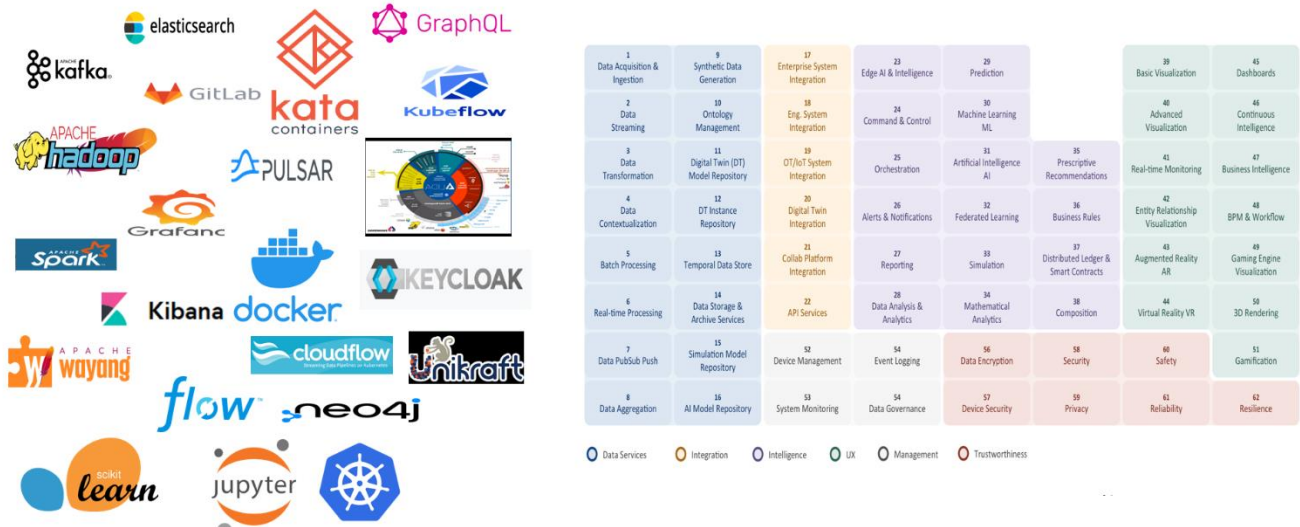 elasticsearch
GraphQL
APACHE
kafka®
GitLab
kata
containers
Kubeflow
APACHE
hadoop
PULSAR
Grafana
APACHE
Spark
KEYCLOAK
Kibana
docker
APACHE
wayang
cloudflow
Streaming Data Pipelines on Kubernetes
Unikraft
flow
neo4j
scikit
learn
jupyter
1
Data Acquisition &
Ingestion
9
Synthetic Data
Generation
17
Enterprise System
Integration
23
Edge AI & Intelligence
29
Prediction
39
Basic Visualization
45
Dashboards
2
Data
Streaming
10
Ontology
Management
18
Eng. System
Integration
24
Command & Control
30
Machine Learning
ML
40
Advanced
Visualization
46
Continuous
Intelligence
3
Data
Transformation
11
Digital Twin (DT)
Model Repository
19
OT/IoT System
Integration
25
Orchestration
31
Artificial Intelligence
AI
35
Prescriptive
Recommendations
41
Real-time Monitoring
47
Business Intelligence
4
Data
Contextualization
12
DT Instance
Repository
20
Digital Twin
Integration
26
Alerts & Notifications
32
Federated Learning
36
Business Rules
42
Entity Relationship
Visualization
48
BPM & Workflow
5
Batch Processing
13
Temporal Data Store
21
Collab Platform
Integration
27
Reporting
33
Simulation
37
Distributed Ledger &
Smart Contracts
43
Augmented Reality
AR
49
Gaming Engine
Visualization
6
Real-time Processing
14
Data Storage &
Archive Services
22
API Services
28
Data Analysis &
Analytics
34
Mathematical
Analytics
38
Composition
44
Virtual Reality VR
50
3D Rendering
7
Data PubSub Push
15
Simulation Model
Repository
52
Device Management
54
Event Logging
56
Data Encryption
58
Security
60
Safety
51
Gamification
8
Data Aggregation
16
AI Model Repository
53
System Monitoring
54
Data Governance
57
Device Security
59
Privacy
61
Reliability
62
Resilience
Data Services
Integration
Intelligence
UX
Management
Trustworthiness